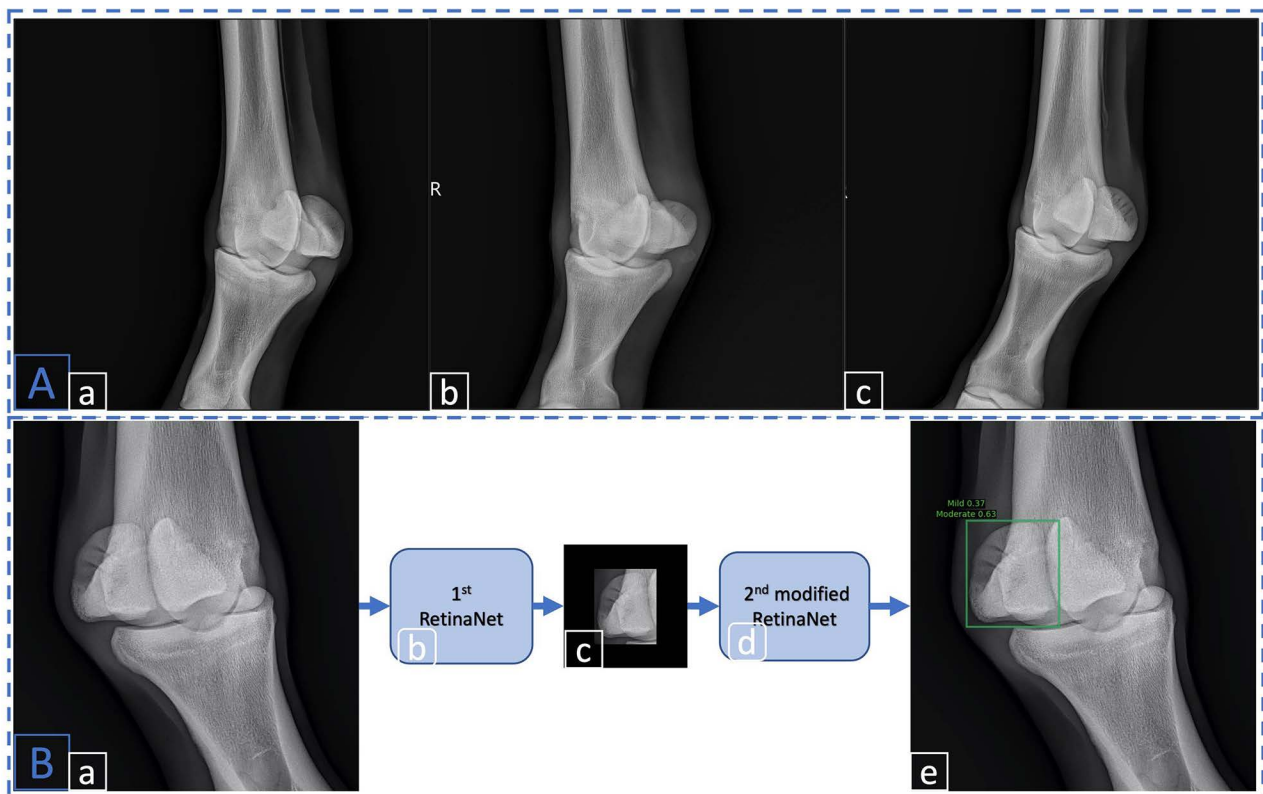 R
A
a
b
c
1st
RetinaNet
b
c
2nd modified
RetinaNet
d
Mild 0.37
Moderate 0.63
B
a
e